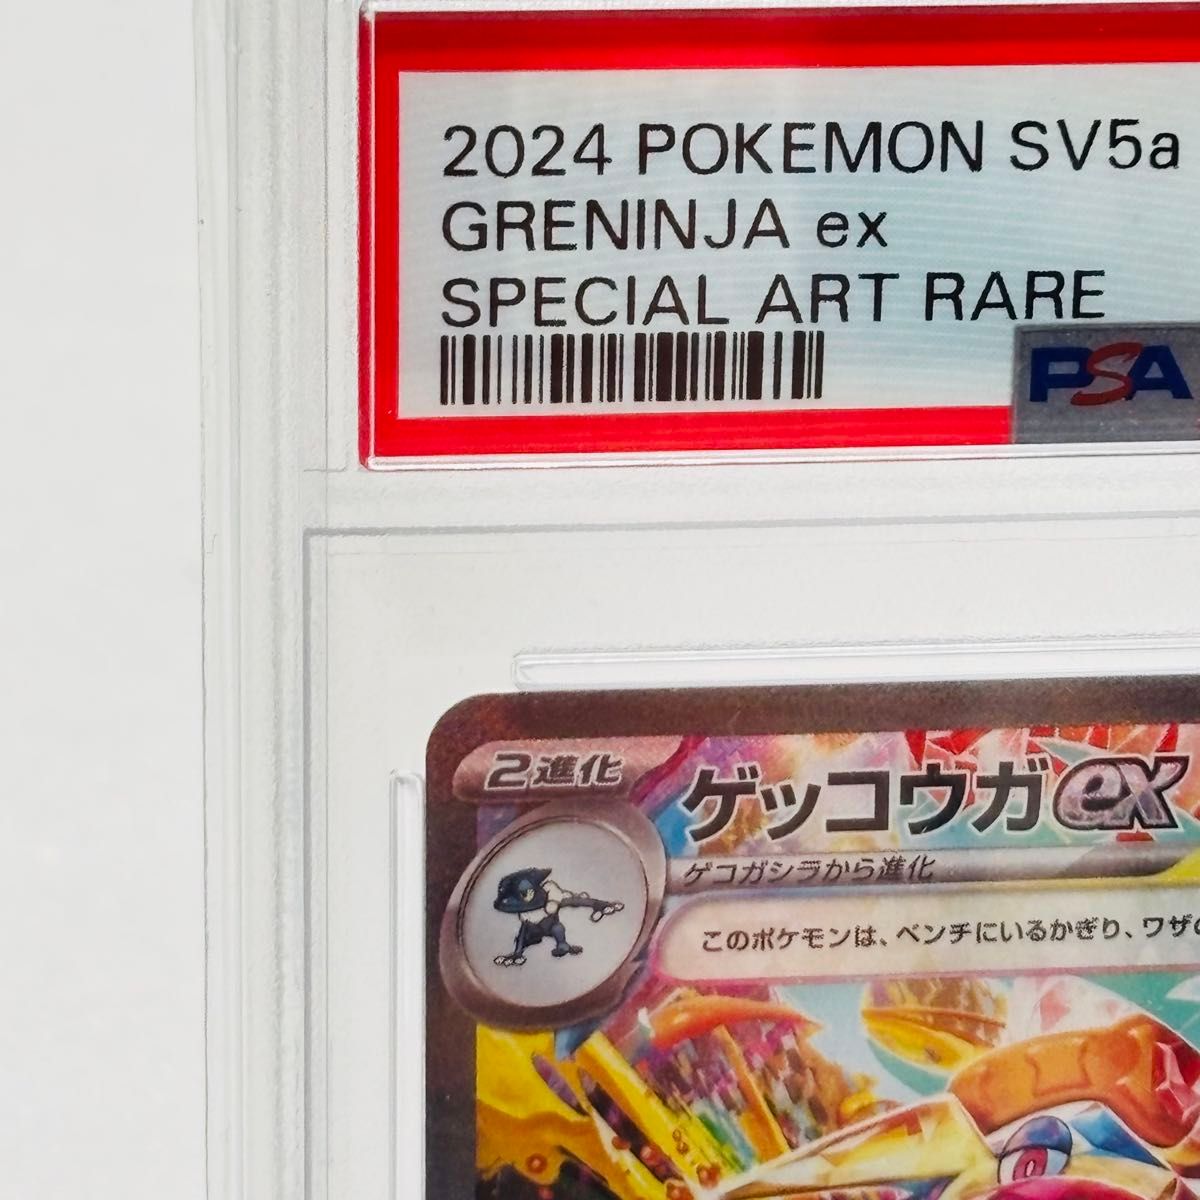 2024 POKEMON SV5a
GRENINJA ex
SPECIAL ART RARE
PSA
2進化
ゲッコウガex
ゲコガシラから進化
このポケモンは、ベンチにいるかぎり、ワザの